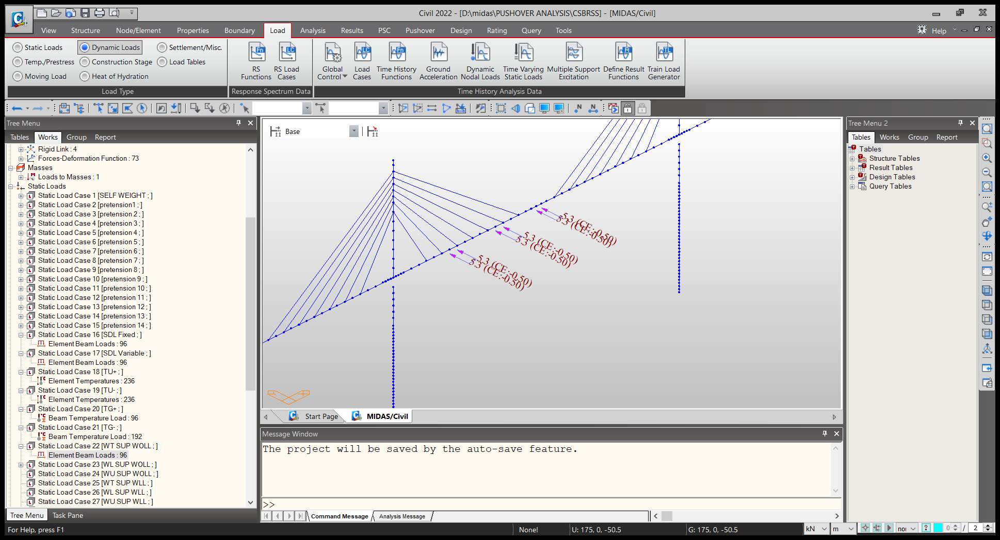 Civil 2022 - [D:\midas\PUSHOVER ANALYSIS\CSBRSS] - [MIDAS/Civil]
View Structure Node/Element Properties Boundary Load Analysis Results PSC Pushover Design Rating Query Tools Help
Static Loads Dynamic Loads Settlement/Misc.
Temp./Prestress Construction Stage Load Tables
Moving Load Heat of Hydration
Load Type
RS Functions
RS Load Cases
Response Spectrum Data
Global Control
Load Cases
Time History Functions
Ground Acceleration
Dynamic Nodal Loads
Time Varying Static Loads
Multiple Support Excitation
Define Result Functions
Train Load Generator
Time History Analysis Data
Tree Menu
Tables Works Group Report
Rigid Link : 4
Forces-Deformation Function : 73
Masses
Loads to Masses : 1
Static Loads
Static Load Case 1 [SELF WEIGHT ; ]
Static Load Case 2 [pretension1 ; ]
Static Load Case 3 [pretension 2 ; ]
Static Load Case 4 [pretension 3 ; ]
Static Load Case 5 [pretension 4 ; ]
Static Load Case 6 [pretension 5 ; ]
Static Load Case 7 [pretension 6 ; ]
Static Load Case 8 [pretension 7 ; ]
Static Load Case 9 [pretension 8 ; ]
Static Load Case 10 [pretension 9 ; ]
Static Load Case 11 [pretension 10 ; ]
Static Load Case 12 [pretension 11 ; ]
Static Load Case 13 [pretension 12 ; ]
Static Load Case 14 [pretension 13 ; ]
Static Load Case 15 [pretension 14 ; ]
Static Load Case 16 [SDL Fixed ; ]
Element Beam Loads : 96
Static Load Case 17 [SDL Variable ; ]
Element Beam Loads : 96
Static Load Case 18 [TU+ ; ]
Element Temperatures : 236
Static Load Case 19 [TU- ; ]
Element Temperatures : 236
Static Load Case 20 [TG+ ; ]
Beam Temperature Load : 96
Static Load Case 21 [TG- ; ]
Beam Temperature Load : 192
Static Load Case 22 [WT SUP WOLL ; ]
Element Beam Loads : 96
Static Load Case 23 [WL SUP WOLL ; ]
Static Load Case 24 [WU SUP WOLL ; ]
Static Load Case 25 [WT SUP WLL ; ]
Static Load Case 26 [WL SUP WLL ; ]
Static Load Case 27 [WU SUP WLL ; ]
Tree Menu Task Pane
Base
5.3 (CE:-0.50)
5.3 (CE:-0.50)
5.3 (CE:-0.50)
5.3 (CE:-0.50)
5.3 (CE:-0.50)
5.3 (CE:-0.50)
Start Page MIDAS/Civil
Message Window
The project will be saved by the auto-save feature.
>>
Command Message Analysis Message
Tree Menu 2
Tables Works Group Report
Tables
Structure Tables
Result Tables
Design Tables
Query Tables
For Help, press F1
None!
U: 175, 0, -50.5
G: 175, 0, -50.5
kN
m
nor
0 / 2